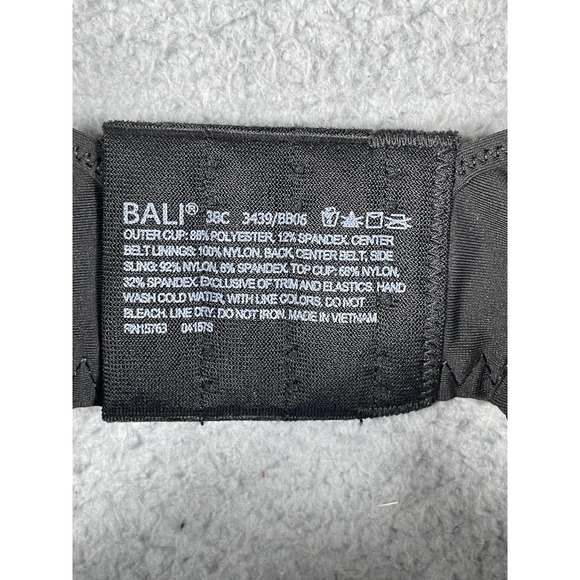 BALI® 38C 3439/BB06
OUTER CUP: 88% POLYESTER, 12% SPANDEX. CENTER
BELT LININGS: 100% NYLON. BACK, CENTER BELT, SIDE
SLING: 92% NYLON, 8% SPANDEX. TOP CUP: 68% NYLON,
32% SPANDEX. EXCLUSIVE OF TRIM AND ELASTICS. HAND
WASH COLD WATER, WITH LIKE COLORS. DO NOT
BLEACH. LINE DRY. DO NOT IRON. MADE IN VIETNAM
RN15763 041578